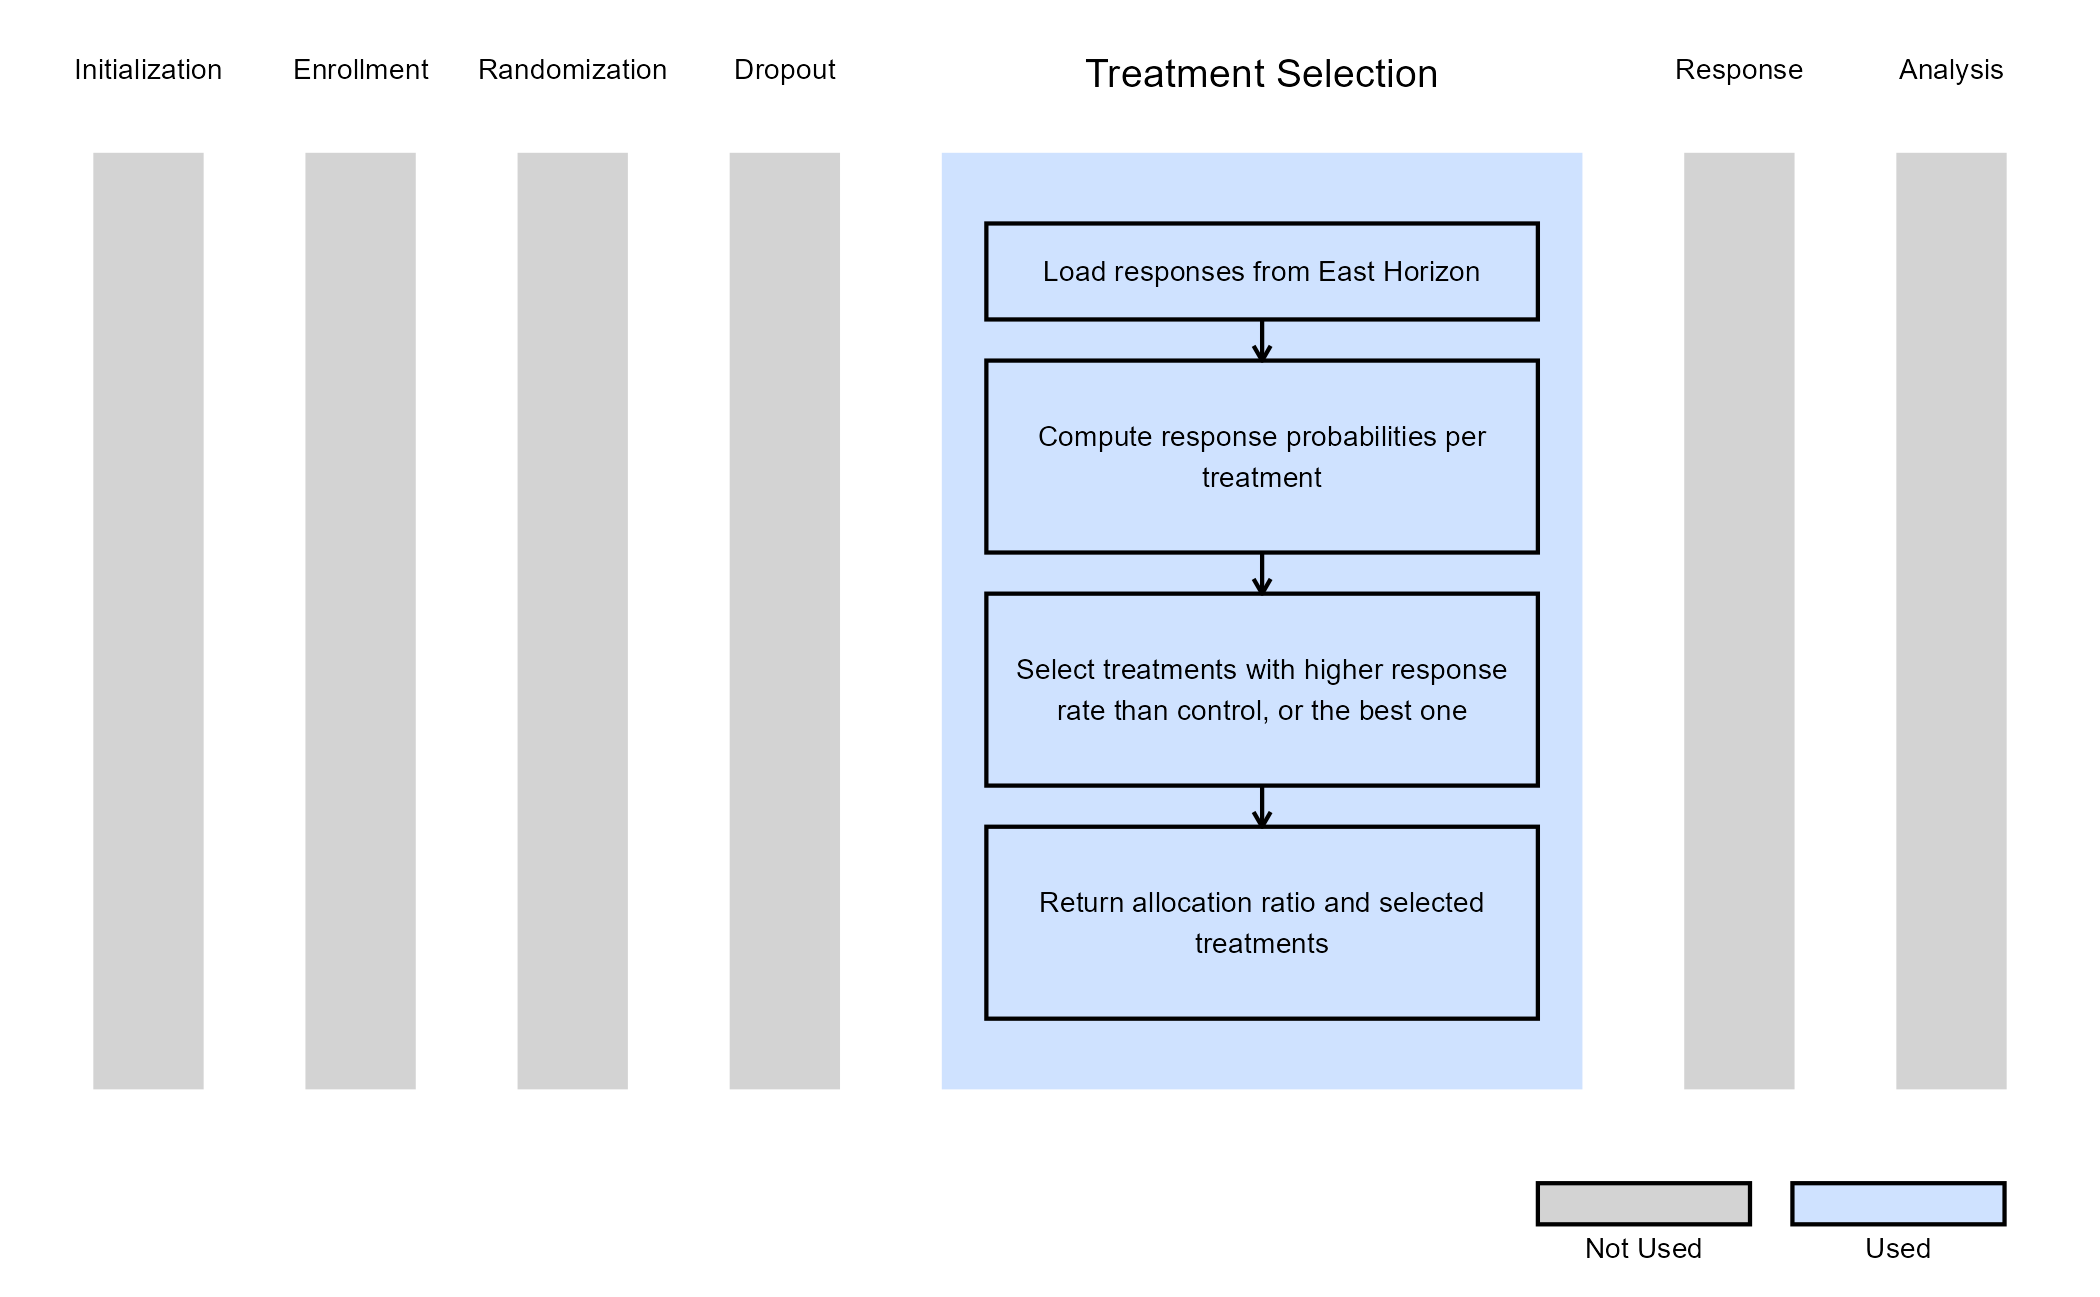 Initialization
Enrollment
Randomization
Dropout
Treatment Selection
Response
Analysis
Load responses from East Horizon
Compute response probabilities per
treatment
Select treatments with higher response
rate than control, or the best one
Return allocation ratio and selected
treatments
Not Used
Used